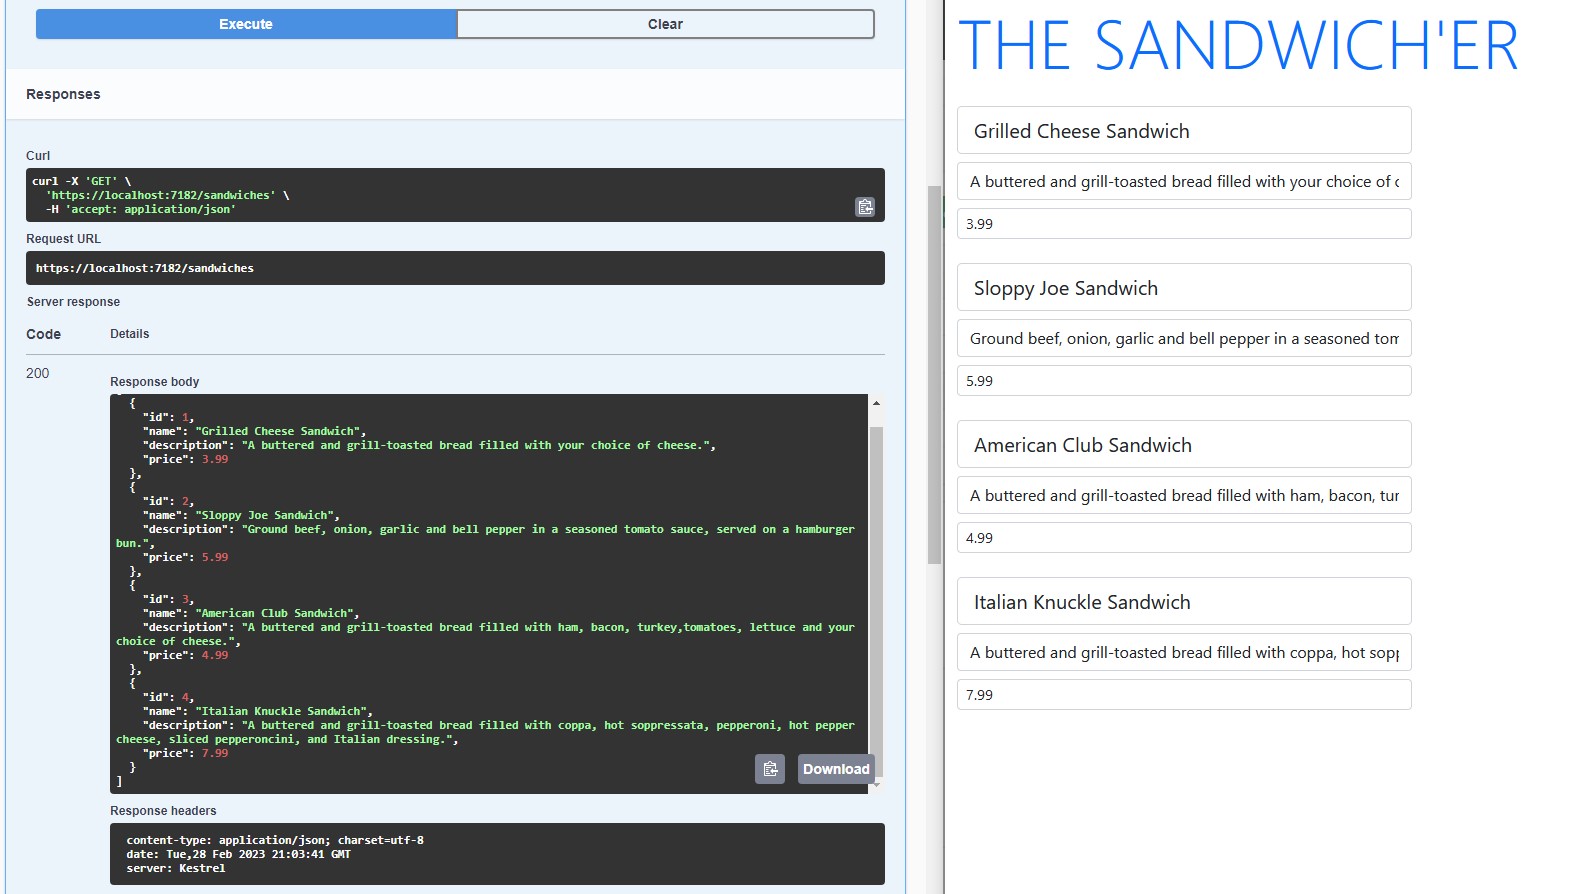 Execute
Clear
Responses
Curl
curl -X 'GET' \
'https://localhost:7182/sandwiches' \
-H 'accept: application/json'
Request URL
https://localhost:7182/sandwiches
Server response
Code
Details
200
Response body
{
"id": 1,
"name": "Grilled Cheese Sandwich",
"description": "A buttered and grill-toasted bread filled with your choice of cheese.",
"price": 3.99
},
{
"id": 2,
"name": "Sloppy Joe Sandwich",
"description": "Ground beef, onion, garlic and bell pepper in a seasoned tomato sauce, served on a hamburger
bun.",
"price": 5.99
},
{
"id": 3,
"name": "American Club Sandwich",
"description": "A buttered and grill-toasted bread filled with ham, bacon, turkey,tomatoes, lettuce and your
choice of cheese.",
"price": 4.99
},
{
"id": 4,
"name": "Italian Knuckle Sandwich",
"description": "A buttered and grill-toasted bread filled with coppa, hot soppressata, pepperoni, hot pepper
cheese, sliced pepperoncini, and Italian dressing.",
"price": 7.99
}
]
Download
Response headers
content-type: application/json; charset=utf-8
date: Tue,28 Feb 2023 21:03:41 GMT
server: Kestrel
THE SANDWICH'ER
Grilled Cheese Sandwich
A buttered and grill-toasted bread filled with your choice of c
3.99
Sloppy Joe Sandwich
Ground beef, onion, garlic and bell pepper in a seasoned tom
5.99
American Club Sandwich
A buttered and grill-toasted bread filled with ham, bacon, tur
4.99
Italian Knuckle Sandwich
A buttered and grill-toasted bread filled with coppa, hot sopp
7.99